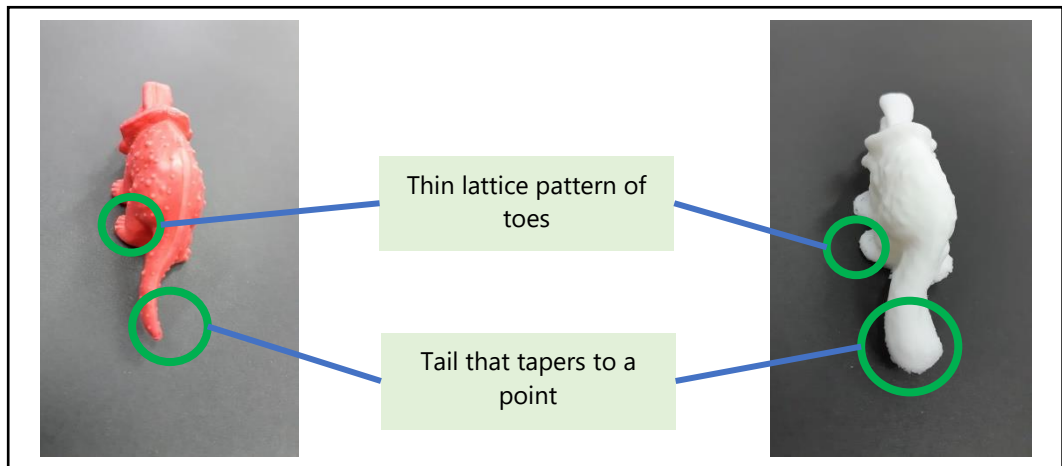 Thin lattice pattern of
toes
Tail that tapers to a
point